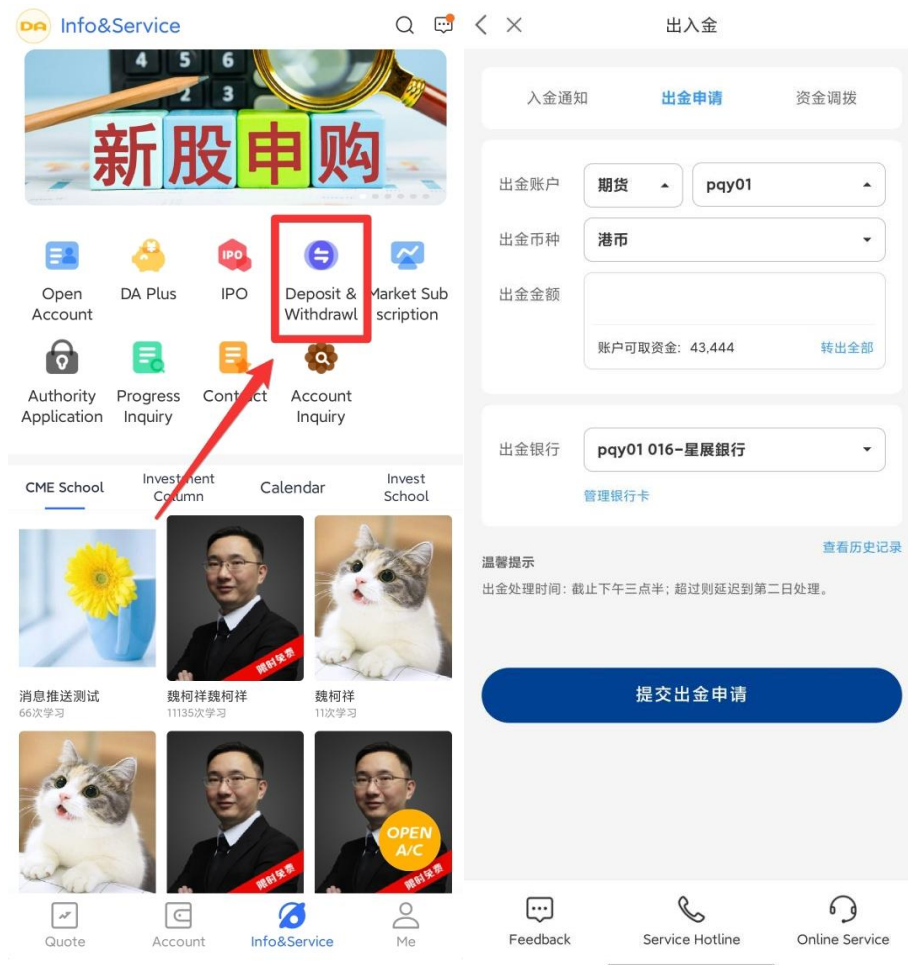 DA Info&Service
4 5 6
2 3
新股申购
Open
Account
DA Plus
IPO
IPO
Deposit &
Withdrawl
Market Sub
scription
Authority
Application
Progress
Inquiry
Contract
Account
Inquiry
CME School
Investment
Column
Calendar
Invest
School
限时免费
消息推送测试
66次学习
魏柯祥魏柯祥
11135次学习
魏柯祥
11次学习
OPEN
A/C
限时免费
限时免费
Quote
Account
Info&Service
Me
出入金
入金通知
出金申请
资金调拨
出金账户
期货
pqy01
出金币种
港币
出金金额
账户可取资金: 43,444
转出全部
出金银行
pqy01 016-星展銀行
管理银行卡
查看历史记录
温馨提示
出金处理时间: 截止下午三点半; 超过则延迟到第二日处理。
提交出金申请
Feedback
Service Hotline
Online Service